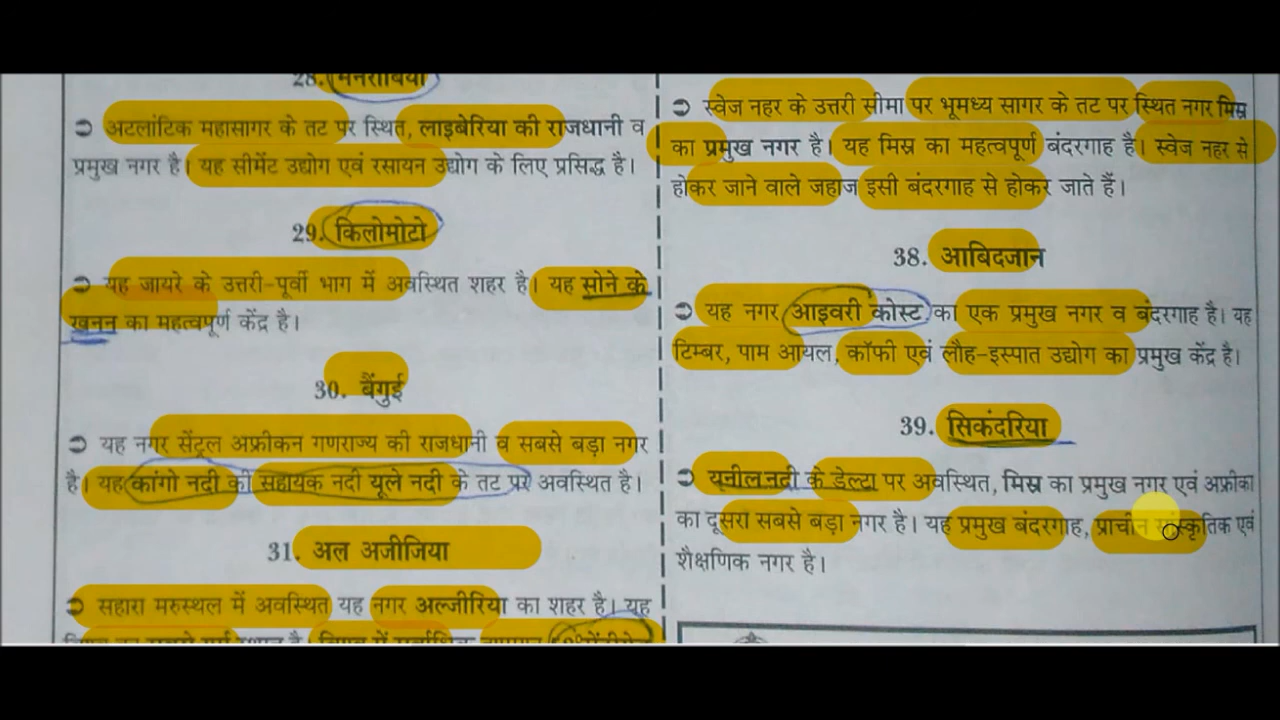 28. मनरोबिया
➲ अटलांटिक महासागर के तट पर स्थित, लाइबेरिया की राजधानी व
प्रमुख नगर है। यह सीमेंट उद्योग एवं रसायन उद्योग के लिए प्रसिद्ध है।
29. किलोमोटो
➲ यह जायरे के उत्तरी-पूर्वी भाग में अवस्थित शहर है। यह सोने के
खनन का महत्वपूर्ण केंद्र है।
30. बैंगुई
➲ यह नगर सेंट्रल अफ्रीकन गणराज्य की राजधानी व सबसे बड़ा नगर
है। यह कांगो नदी की सहायक नदी यूले नदी के तट पर अवस्थित है।
31. अल अजीजिया
➲ सहारा मरुस्थल में अवस्थित यह नगर अल्जीरिया का शहर है। यह
स्वेज नहर के उत्तरी सीमा पर भूमध्य सागर के तट पर स्थित नगर मिस्र
का प्रमुख नगर है। यह मिस्र का महत्वपूर्ण बंदरगाह है। स्वेज नहर से
होकर जाने वाले जहाज इसी बंदरगाह से होकर जाते हैं।
38. आबिदजान
➲ यह नगर आइवरी कोस्ट का एक प्रमुख नगर व बंदरगाह है। यह
टिम्बर, पाम आयल, कॉफी एवं लौह-इस्पात उद्योग का प्रमुख केंद्र है।
39. सिकंदरिया
➲ यनील नदी के डेल्टा पर अवस्थित, मिस्र का प्रमुख नगर एवं अफ्रीका
का दूसरा सबसे बड़ा नगर है। यह प्रमुख बंदरगाह, प्राचीन सांस्कृतिक एवं
शैक्षणिक नगर है।